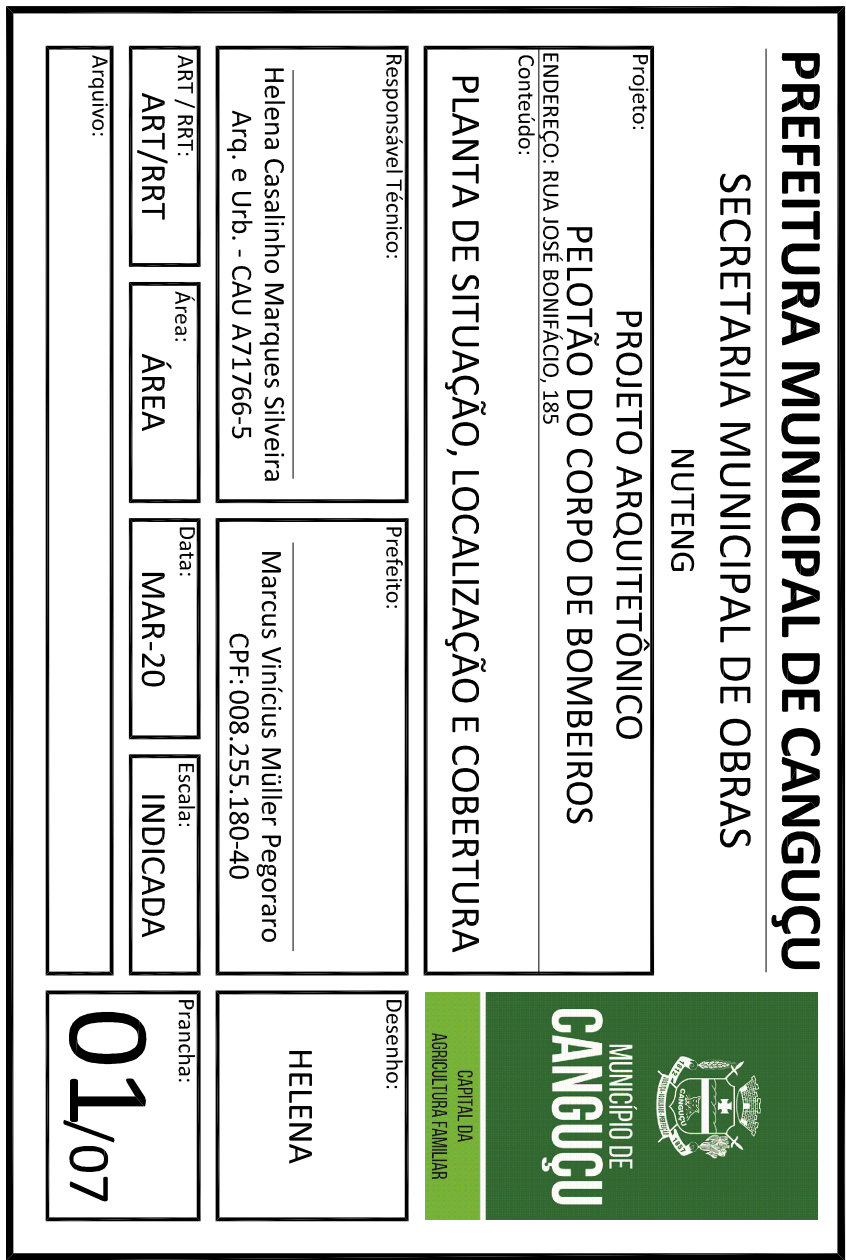 PREFEITURA MUNICIPAL DE CANGUÇU
SECRETARIA MUNICIPAL DE OBRAS
NUTENG
Projeto:
PROJETO ARQUITETÔNICO
PELOTÃO DO CORPO DE BOMBEIROS
ENDEREÇO: RUA JOSÉ BONIFÁCIO, 185
Conteúdo:
PLANTA DE SITUAÇÃO, LOCALIZAÇÃO E COBERTURA
1812
CANGUÇU
1857
MUNICÍPIO DE
CANGUÇU
CAPITAL DA
AGRICULTURA FAMILIAR
Responsável Técnico:
Helena Casalinho Marques Silveira
Arq. e Urb. - CAU A71766-5
Prefeito:
Marcus Vinícius Müller Pegoraro
CPF: 008.255.180-40
Desenho:
HELENA
ART / RRT:
ART/RRT
Área:
ÁREA
Data:
MAR-20
Escala:
INDICADA
Arquivo:
Prancha:
01/07